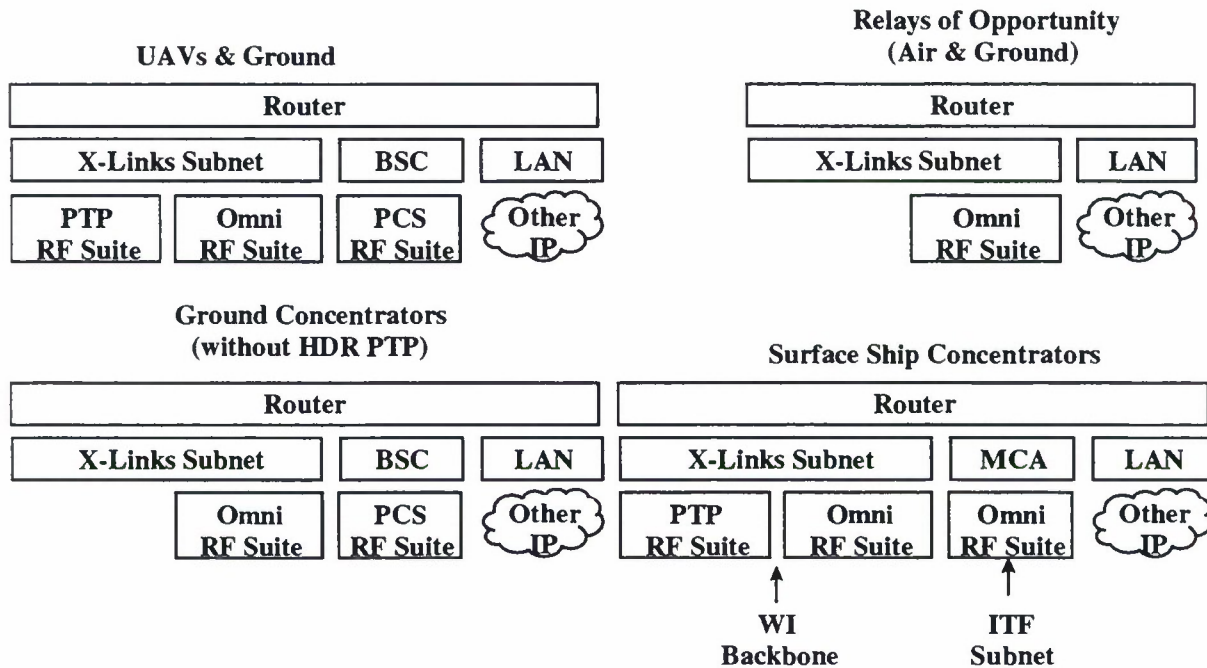 UAVs & Ground
Router
X-Links Subnet
BSC
LAN
PTP
RF Suite
Omni
RF Suite
PCS
RF Suite
Other
IP
Relays of Opportunity
(Air & Ground)
Router
X-Links Subnet
LAN
Omni
RF Suite
Other
IP
Ground Concentrators
(without HDR PTP)
Router
X-Links Subnet
BSC
LAN
Omni
RF Suite
PCS
RF Suite
Other
IP
Surface Ship Concentrators
Router
X-Links Subnet
MCA
LAN
PTP
RF Suite
Omni
RF Suite
Omni
RF Suite
Other
IP
WI
Backbone
ITF
Subnet